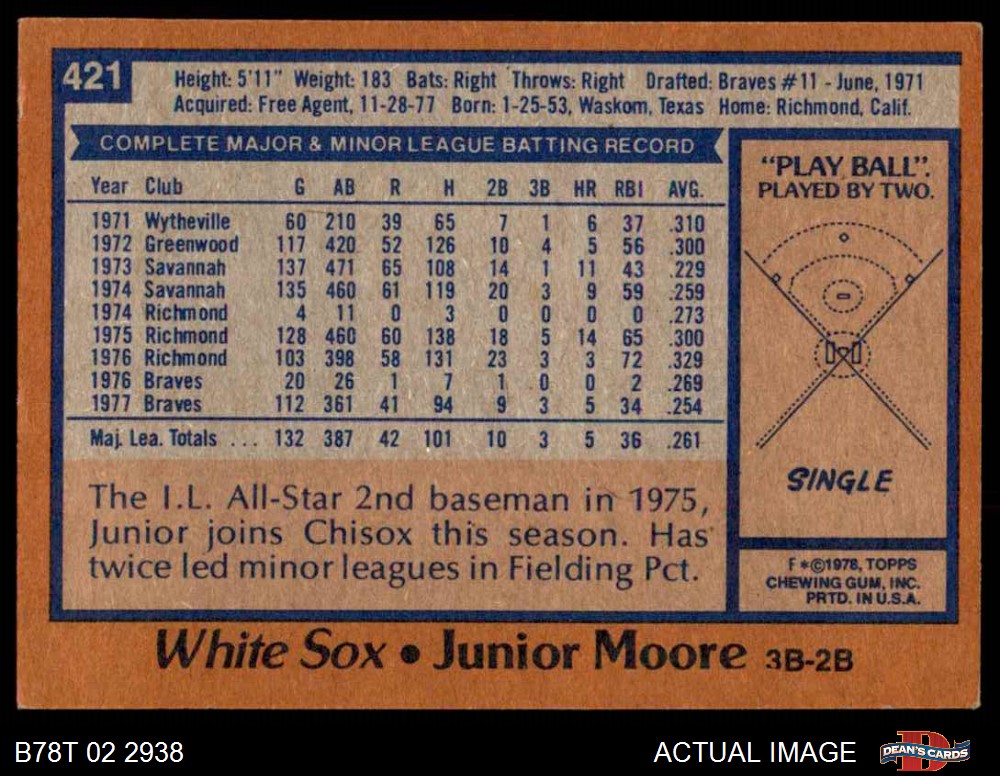 421
Height: 5'11" Weight: 183 Bats: Right Throws: Right Drafted: Braves #11 - June, 1971
Acquired: Free Agent, 11-28-77 Born: 1-25-53, Waskom, Texas Home: Richmond, Calif.
COMPLETE MAJOR & MINOR LEAGUE BATTING RECORD
Year Club G AB R H 2B 3B HR RBI AVG.
1971 Wytheville 60 210 39 65 7 1 6 37 .310
1972 Greenwood 117 420 52 126 10 4 5 56 .300
1973 Savannah 137 471 65 108 14 1 11 43 .229
1974 Savannah 135 460 61 119 20 3 9 59 .259
1974 Richmond 4 11 0 3 0 0 0 0 .273
1975 Richmond 128 460 60 138 18 5 14 65 .300
1976 Richmond 103 398 58 131 23 3 3 72 .329
1976 Braves 20 26 1 7 1 0 0 2 .269
1977 Braves 112 361 41 94 9 3 5 34 .254
Maj. Lea. Totals ... 132 387 42 101 10 3 5 36 .261
The I.L. All-Star 2nd baseman in 1975,
Junior joins Chisox this season. Has
twice led minor leagues in Fielding Pct.
"PLAY BALL".
PLAYED BY TWO.
SINGLE
F*©1978, TOPPS
CHEWING GUM, INC.
PRTD. IN U.S.A.
White Sox • Junior Moore 3B-2B
B78T 02 2938
ACTUAL IMAGE
D
DEAN'S CARDS